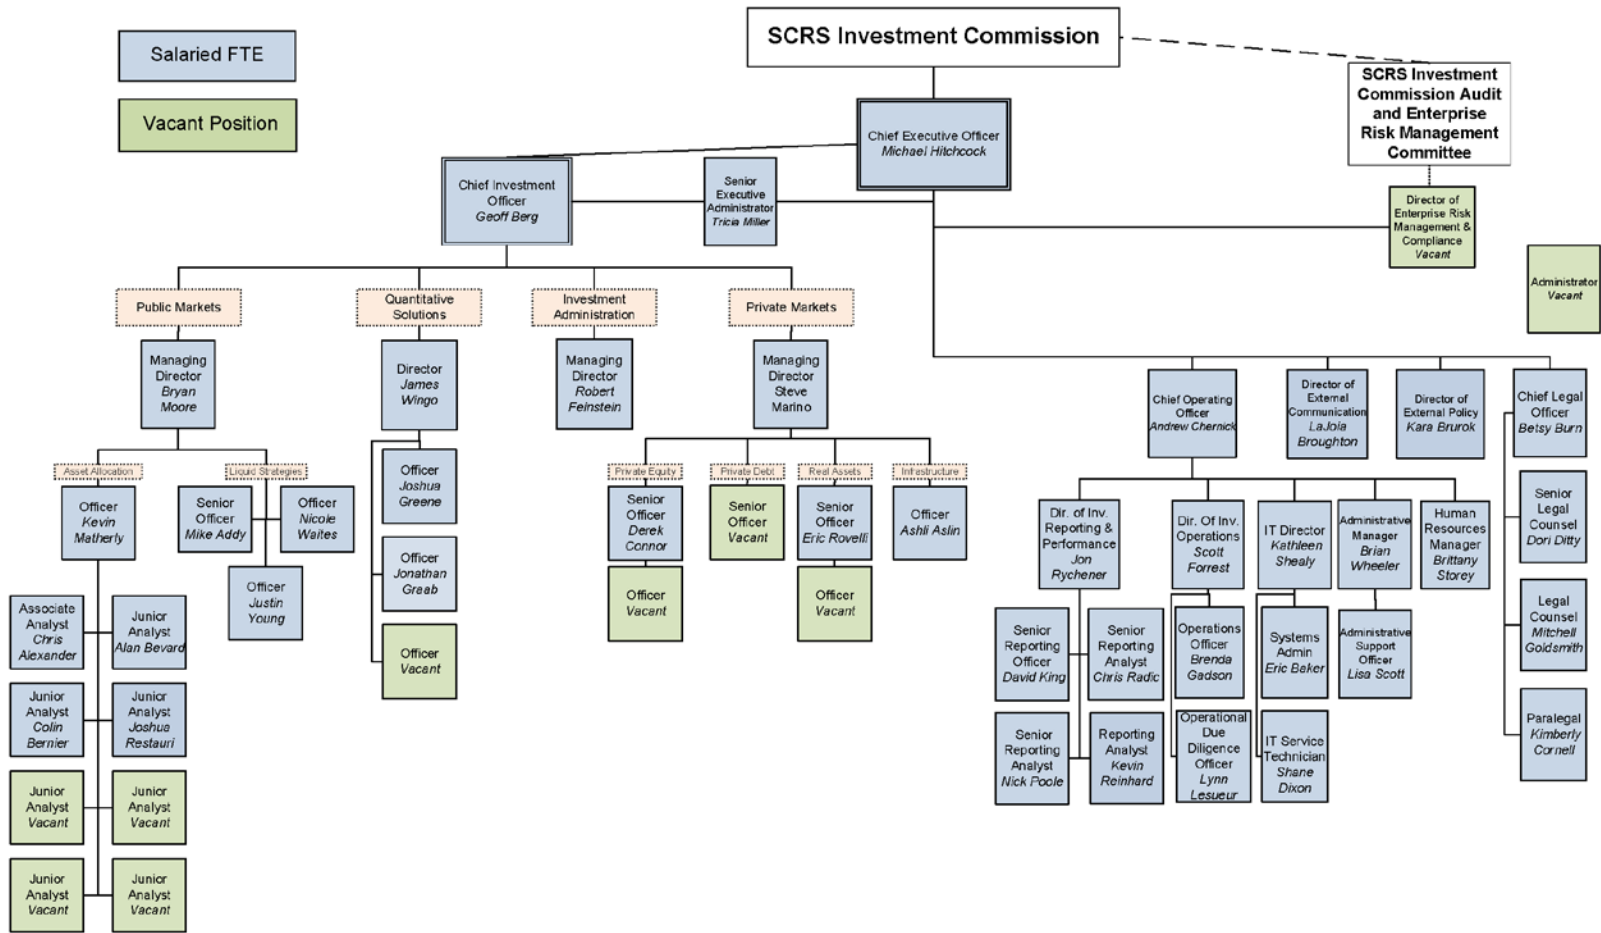 SCRS Investment Commission
Salaried FTE
Vacant Position
SCRS Investment
Commission Audit
and Enterprise
Risk Management
Committee
Chief Executive Officer
Michael Hitchcock
Chief Investment
Officer
Geoff Berg
Senior
Executive
Administrator
Tricia Miller
Director of
Enterprise Risk
Management &
Compliance
Vacant
Administrator
Vacant
Public Markets
Quantitative
Solutions
Investment
Administration
Private Markets
Managing
Director
Bryan
Moore
Director
James
Wingo
Managing
Director
Robert
Feinstein
Managing
Director
Steve
Marino
Chief Operating
Officer
Andrew Chernick
Director of
External
Communication
LaJoia
Broughton
Director of
External Policy
Kara Brurok
Chief Legal
Officer
Betsy Burn
Asset Allocation
Liquid Strategies
Private Equity
Private Debt
Real Assets
Infrastructure
Officer
Kevin
Matherly
Senior
Officer
Mike Addy
Officer
Nicole
Waites
Officer
Justin
Young
Officer
Joshua
Greene
Officer
Jonathan
Graab
Officer
Vacant
Senior
Officer
Derek
Connor
Senior
Officer
Vacant
Senior
Officer
Eric Rovelli
Officer
Ashli Aslin
Officer
Vacant
Officer
Vacant
Dir. of Inv.
Reporting &
Performance
Jon
Rychener
Dir. Of Inv.
Operations
Scott
Forrest
IT Director
Kathleen
Shealy
Administrative
Manager
Brian
Wheeler
Human
Resources
Manager
Brittany
Storey
Senior
Legal
Counsel
Dori Ditty
Associate
Analyst
Chris
Alexander
Junior
Analyst
Alan Bevard
Junior
Analyst
Colin
Bernier
Junior
Analyst
Joshua
Restauri
Junior
Analyst
Vacant
Junior
Analyst
Vacant
Junior
Analyst
Vacant
Junior
Analyst
Vacant
Senior
Reporting
Officer
David King
Senior
Reporting
Analyst
Chris Radic
Operations
Officer
Brenda
Gadson
Systems
Admin
Eric Baker
Administrative
Support
Officer
Lisa Scott
Legal
Counsel
Mitchell
Goldsmith
Senior
Reporting
Analyst
Nick Poole
Reporting
Analyst
Kevin
Reinhard
Operational
Due
Diligence
Officer
Lynn
Lesueur
IT Service
Technician
Shane
Dixon
Paralegal
Kimberly
Cornell